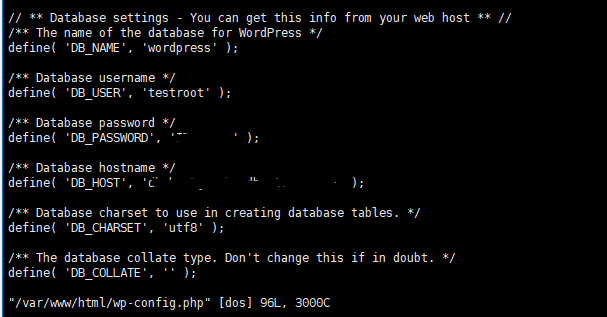 // ** Database settings - You can get this info from your web host ** //
/** The name of the database for WordPress */
define( 'DB_NAME', 'wordpress' );
/** Database username */
define( 'DB_USER', 'testroot' );
/** Database password */
define( 'DB_PASSWORD', ' ' );
/** Database hostname */
define( 'DB_HOST', ' );
/** Database charset to use in creating database tables. */
define( 'DB_CHARSET', 'utf8' );
/** The database collate type. Don't change this if in doubt. */
define( 'DB_COLLATE', '' );
"/var/www/html/wp-config.php" [dos] 96L, 3000C